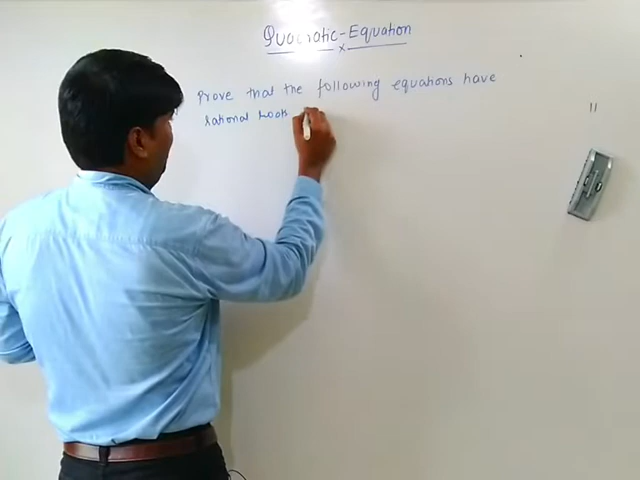 Quadratic-Equation
x
Prove that the following equations have
rational roots